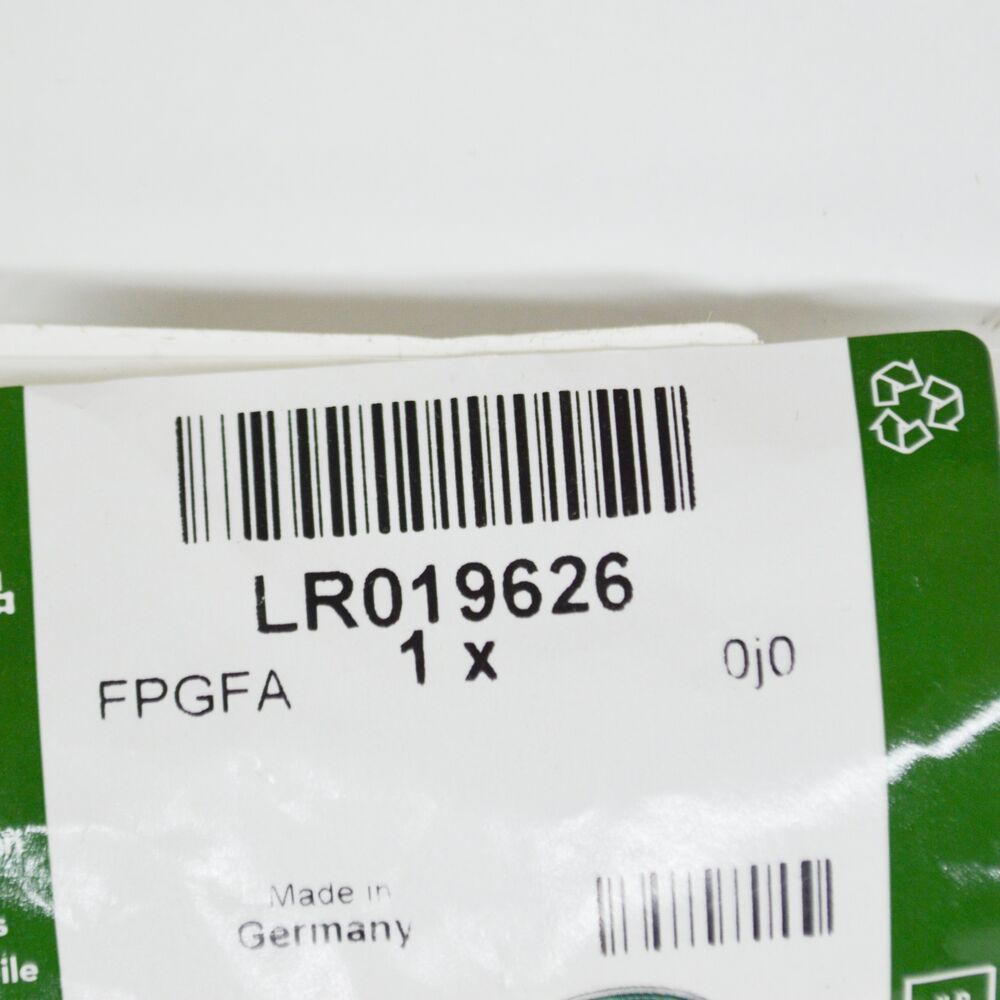 LR019626
1 x
FPGFA
0j0
Made in
Germany